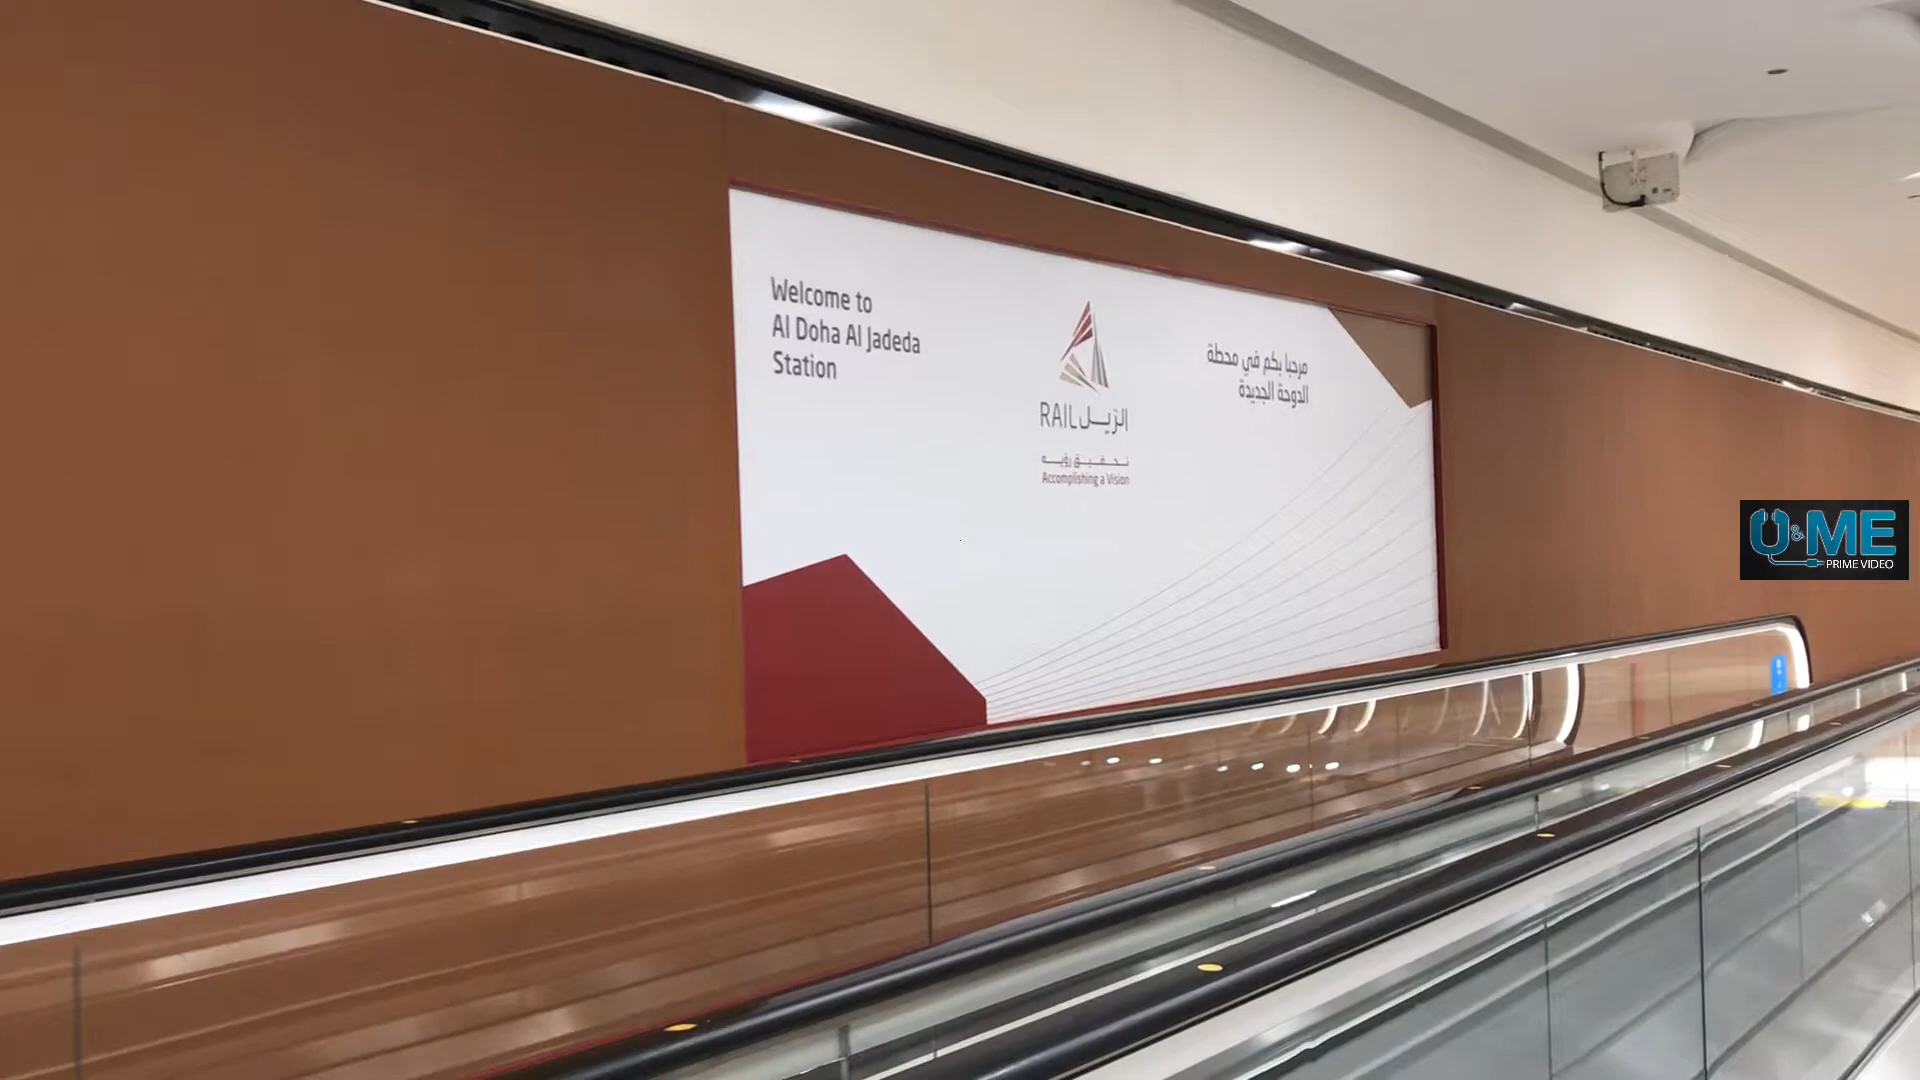 Welcome to
Al Doha Al Jadeda
Station
RAIL الريل
تحقيق رؤية
Accomplishing a Vision
مرحبا بكم في محطة
الدوحة الجديدة
U&ME
PRIME VIDEO